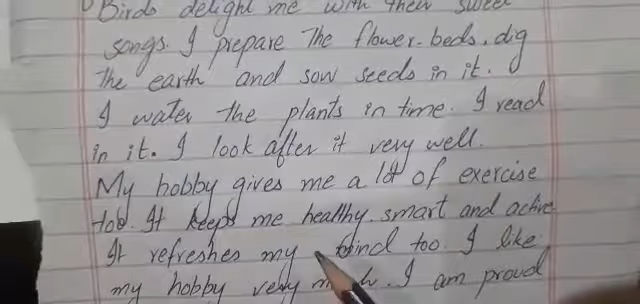 Birds delight me with their sweet
songs. I prepare The flower-beds, dig
the earth and sow seeds in it.
I water the plants in time. I read
in it. I look after it very well.
My hobby gives me a lot of exercise
too. It keeps me healthy smart and active
It refreshes my mind too. I like
my hobby very much. I am proud